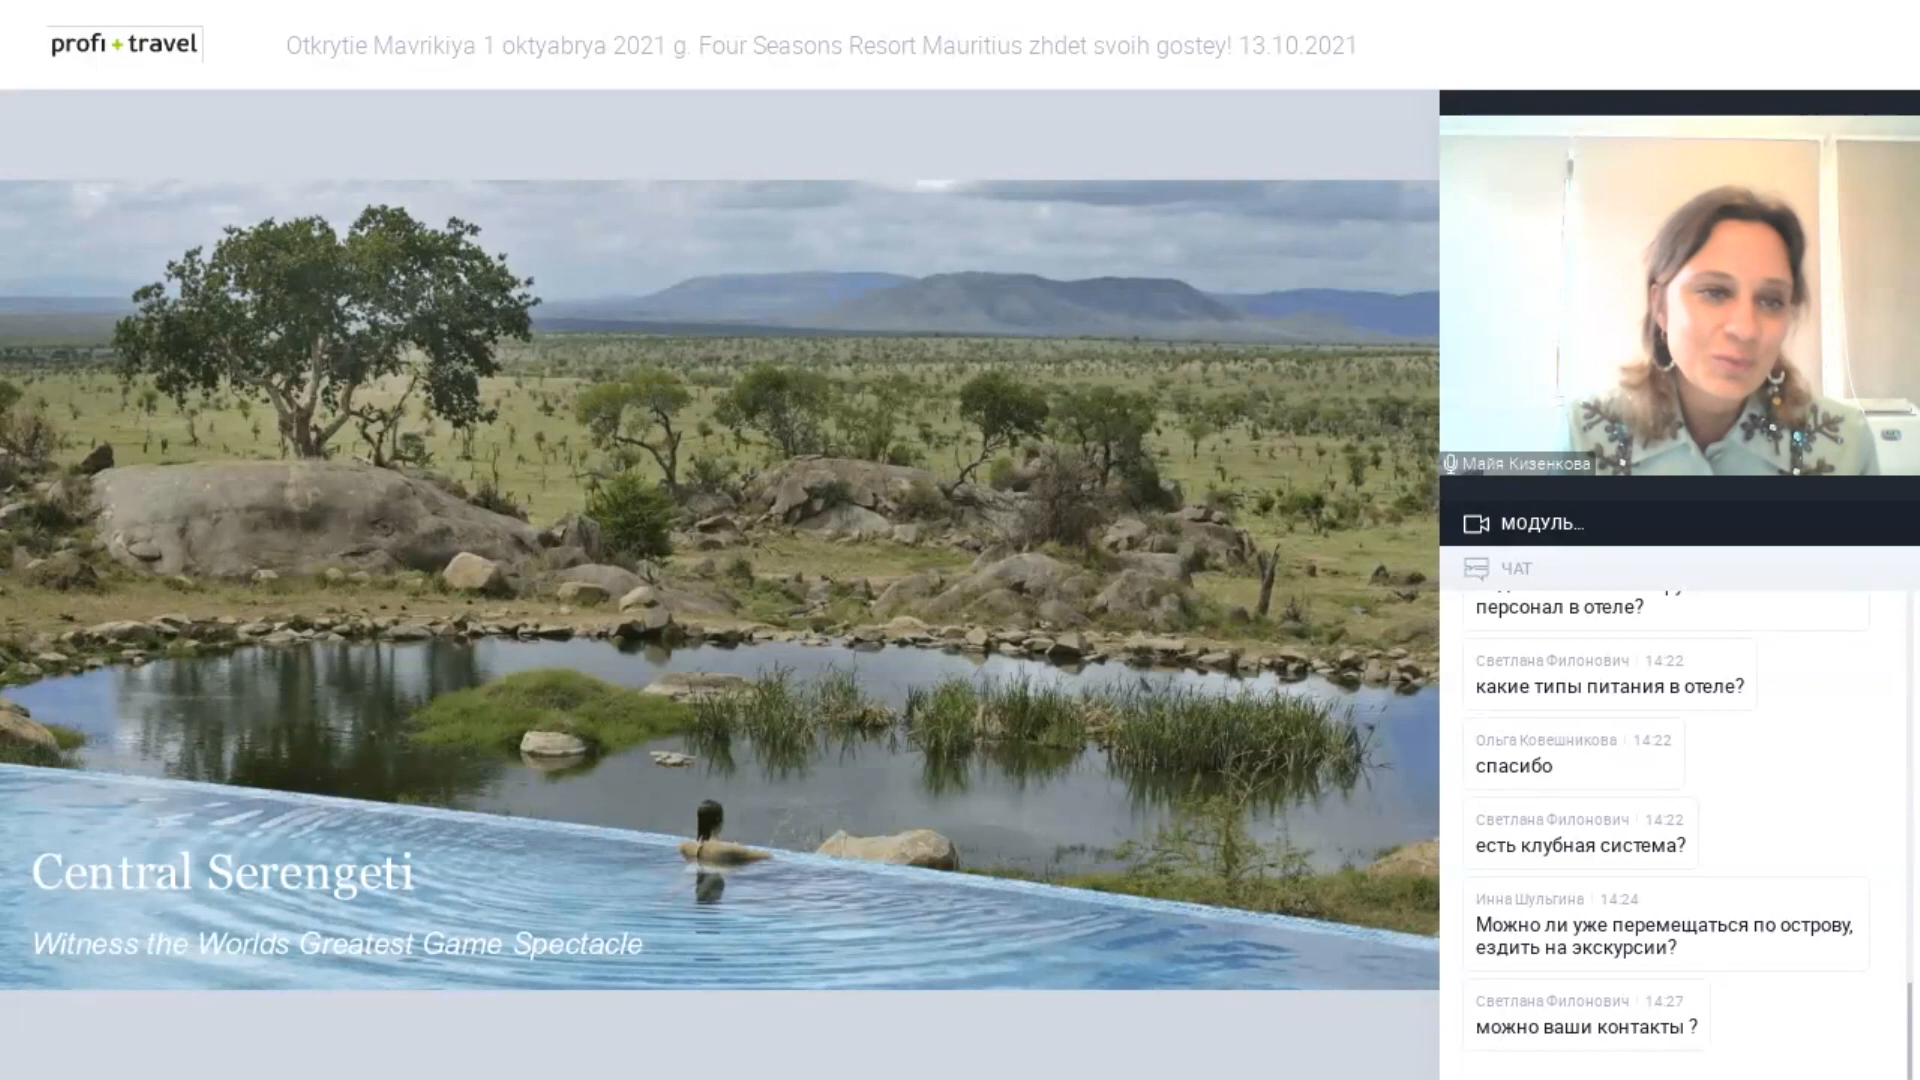 profi + travel
Otkrytie Mavrikiya 1 oktyabrya 2021 g. Four Seasons Resort Mauritius zhdet svoih gostey! 13.10.2021
Central Serengeti
Witness the Worlds Greatest Game Spectacle
Майя Кизенкова
МОДУЛЬ...
ЧАТ
персонал в отеле?
Светлана Филонович 14:22
какие типы питания в отеле?
Ольга Ковешникова 14:22
спасибо
Светлана Филонович 14:22
есть клубная система?
Инна Шульгина 14:24
Можно ли уже перемещаться по острову,
ездить на экскурсии?
Светлана Филонович 14:27
можно ваши контакты ?